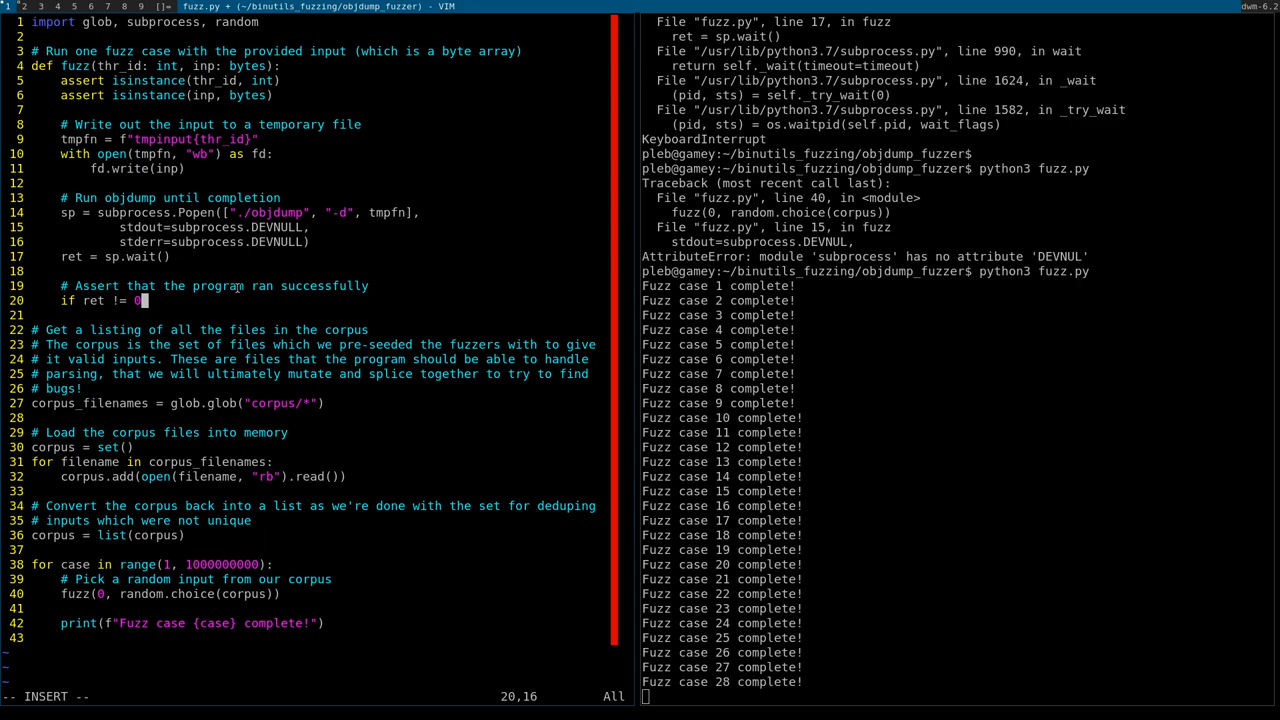 1 2 3 4 5 6 7 8 9 []= fuzz.py + (~/binutils_fuzzing/objdump_fuzzer) - VIM dwm-6.2
1 import glob, subprocess, random
2
3 # Run one fuzz case with the provided input (which is a byte array)
4 def fuzz(thr_id: int, inp: bytes):
5     assert isinstance(thr_id, int)
6     assert isinstance(inp, bytes)
7
8     # Write out the input to a temporary file
9     tmpfn = f"tmpinput{thr_id}"
10     with open(tmpfn, "wb") as fd:
11         fd.write(inp)
12
13     # Run objdump until completion
14     sp = subprocess.Popen(["./objdump", "-d", tmpfn],
15             stdout=subprocess.DEVNULL,
16             stderr=subprocess.DEVNULL)
17     ret = sp.wait()
18
19     # Assert that the program ran successfully
20     if ret != 0
21
22 # Get a listing of all the files in the corpus
23 # The corpus is the set of files which we pre-seeded the fuzzers with to give
24 # it valid inputs. These are files that the program should be able to handle
25 # parsing, that we will ultimately mutate and splice together to try to find
26 # bugs!
27 corpus_filenames = glob.glob("corpus/*")
28
29 # Load the corpus files into memory
30 corpus = set()
31 for filename in corpus_filenames:
32     corpus.add(open(filename, "rb").read())
33
34 # Convert the corpus back into a list as we're done with the set for deduping
35 # inputs which were not unique
36 corpus = list(corpus)
37
38 for case in range(1, 1000000000):
39     # Pick a random input from our corpus
40     fuzz(0, random.choice(corpus))
41
42     print(f"Fuzz case {case} complete!")
43
~
~
~
-- INSERT -- 20,16 All
File "fuzz.py", line 17, in fuzz
ret = sp.wait()
File "/usr/lib/python3.7/subprocess.py", line 990, in wait
return self._wait(timeout=timeout)
File "/usr/lib/python3.7/subprocess.py", line 1624, in _wait
(pid, sts) = self._try_wait(0)
File "/usr/lib/python3.7/subprocess.py", line 1582, in _try_wait
(pid, sts) = os.waitpid(self.pid, wait_flags)
KeyboardInterrupt
pleb@gamey:~/binutils_fuzzing/objdump_fuzzer$
pleb@gamey:~/binutils_fuzzing/objdump_fuzzer$ python3 fuzz.py
Traceback (most recent call last):
File "fuzz.py", line 40, in <module>
fuzz(0, random.choice(corpus))
File "fuzz.py", line 15, in fuzz
stdout=subprocess.DEVNUL,
AttributeError: module 'subprocess' has no attribute 'DEVNUL'
pleb@gamey:~/binutils_fuzzing/objdump_fuzzer$ python3 fuzz.py
Fuzz case 1 complete!
Fuzz case 2 complete!
Fuzz case 3 complete!
Fuzz case 4 complete!
Fuzz case 5 complete!
Fuzz case 6 complete!
Fuzz case 7 complete!
Fuzz case 8 complete!
Fuzz case 9 complete!
Fuzz case 10 complete!
Fuzz case 11 complete!
Fuzz case 12 complete!
Fuzz case 13 complete!
Fuzz case 14 complete!
Fuzz case 15 complete!
Fuzz case 16 complete!
Fuzz case 17 complete!
Fuzz case 18 complete!
Fuzz case 19 complete!
Fuzz case 20 complete!
Fuzz case 21 complete!
Fuzz case 22 complete!
Fuzz case 23 complete!
Fuzz case 24 complete!
Fuzz case 25 complete!
Fuzz case 26 complete!
Fuzz case 27 complete!
Fuzz case 28 complete!